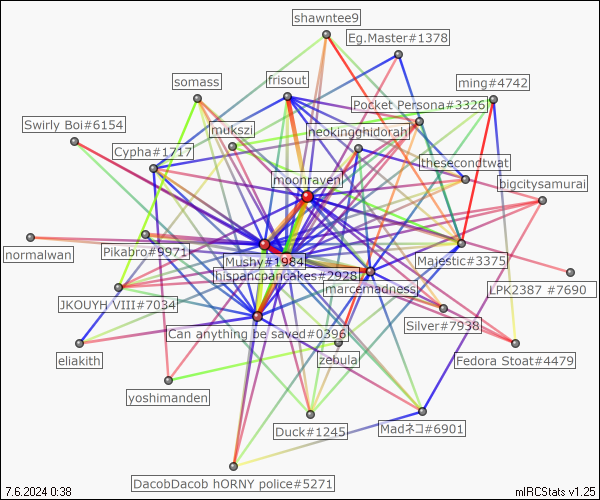 shawntee9
Eg.Master#1378
frisout
somass
ming#4742
Pocket Persona#3326
Swirly Boi#6154
mukszi
neokingghidorah
Cypha#1717
thesecondtwat
moonraven
bigcitysamurai
normalwan
Pikabro#9971
Mushy#1984
Majestic#3375
hispancpancakes#2928
marcemadness
LPK2387 #7690
JKOUYH VIII#7034
Silver#7938
Can anything be saved#0396
eliakith
zebula
Fedora Stoat#4479
yoshimanden
Duck#1245
Madネコ#6901
DacobDacob hORNY police#5271
7.6.2024 0:38
mIRCStats v1.25